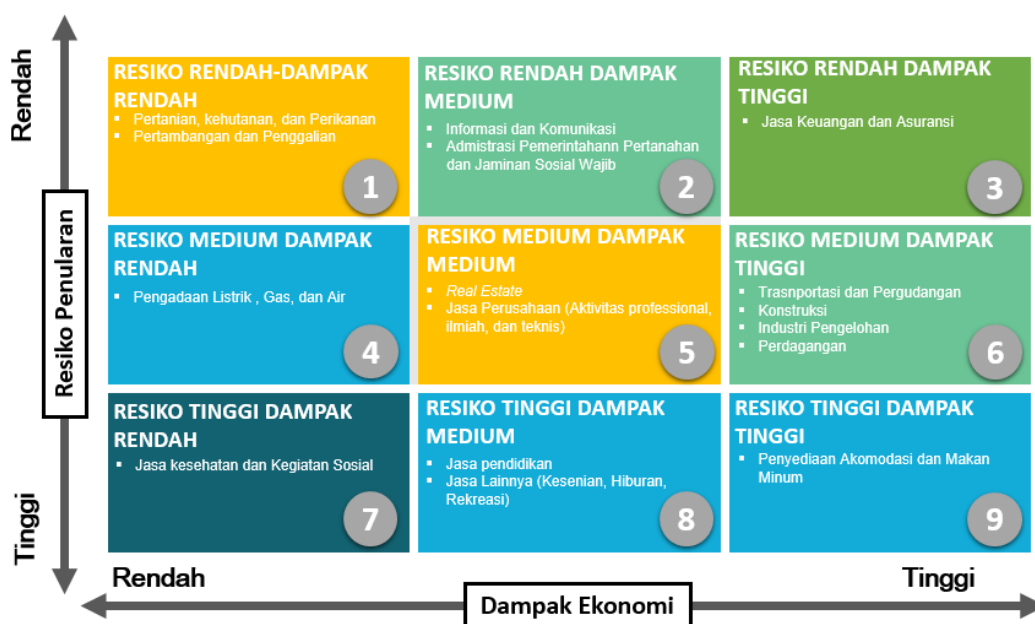 Rendah
Resiko Penularan
Tinggi
RESIKO RENDAH-DAMPAK
RENDAH
▪ Pertanian, kehutanan, dan Perikanan
▪ Pertambangan dan Penggalian
1
RESIKO RENDAH DAMPAK
MEDIUM
▪ Informasi dan Komunikasi
▪ Admistrasi Pemerintahann Pertanahan
dan Jaminan Sosial Wajib
2
RESIKO RENDAH DAMPAK
TINGGI
▪ Jasa Keuangan dan Asuransi
3
RESIKO MEDIUM DAMPAK
RENDAH
▪ Pengadaan Listrik , Gas, dan Air
4
RESIKO MEDIUM DAMPAK
MEDIUM
▪ Real Estate
▪ Jasa Perusahaan (Aktivitas professional,
ilmiah, dan teknis)
5
RESIKO MEDIUM DAMPAK
TINGGI
▪ Trasnportasi dan Pergudangan
▪ Konstruksi
▪ Industri Pengelohan
▪ Perdagangan
6
RESIKO TINGGI DAMPAK
RENDAH
▪ Jasa kesehatan dan Kegiatan Sosial
7
RESIKO TINGGI DAMPAK
MEDIUM
▪ Jasa pendidikan
▪ Jasa Lainnya (Kesenian, Hiburan,
Rekreasi)
8
RESIKO TINGGI DAMPAK
TINGGI
▪ Penyediaan Akomodasi dan Makan
Minum
9
Rendah
Tinggi
Dampak Ekonomi